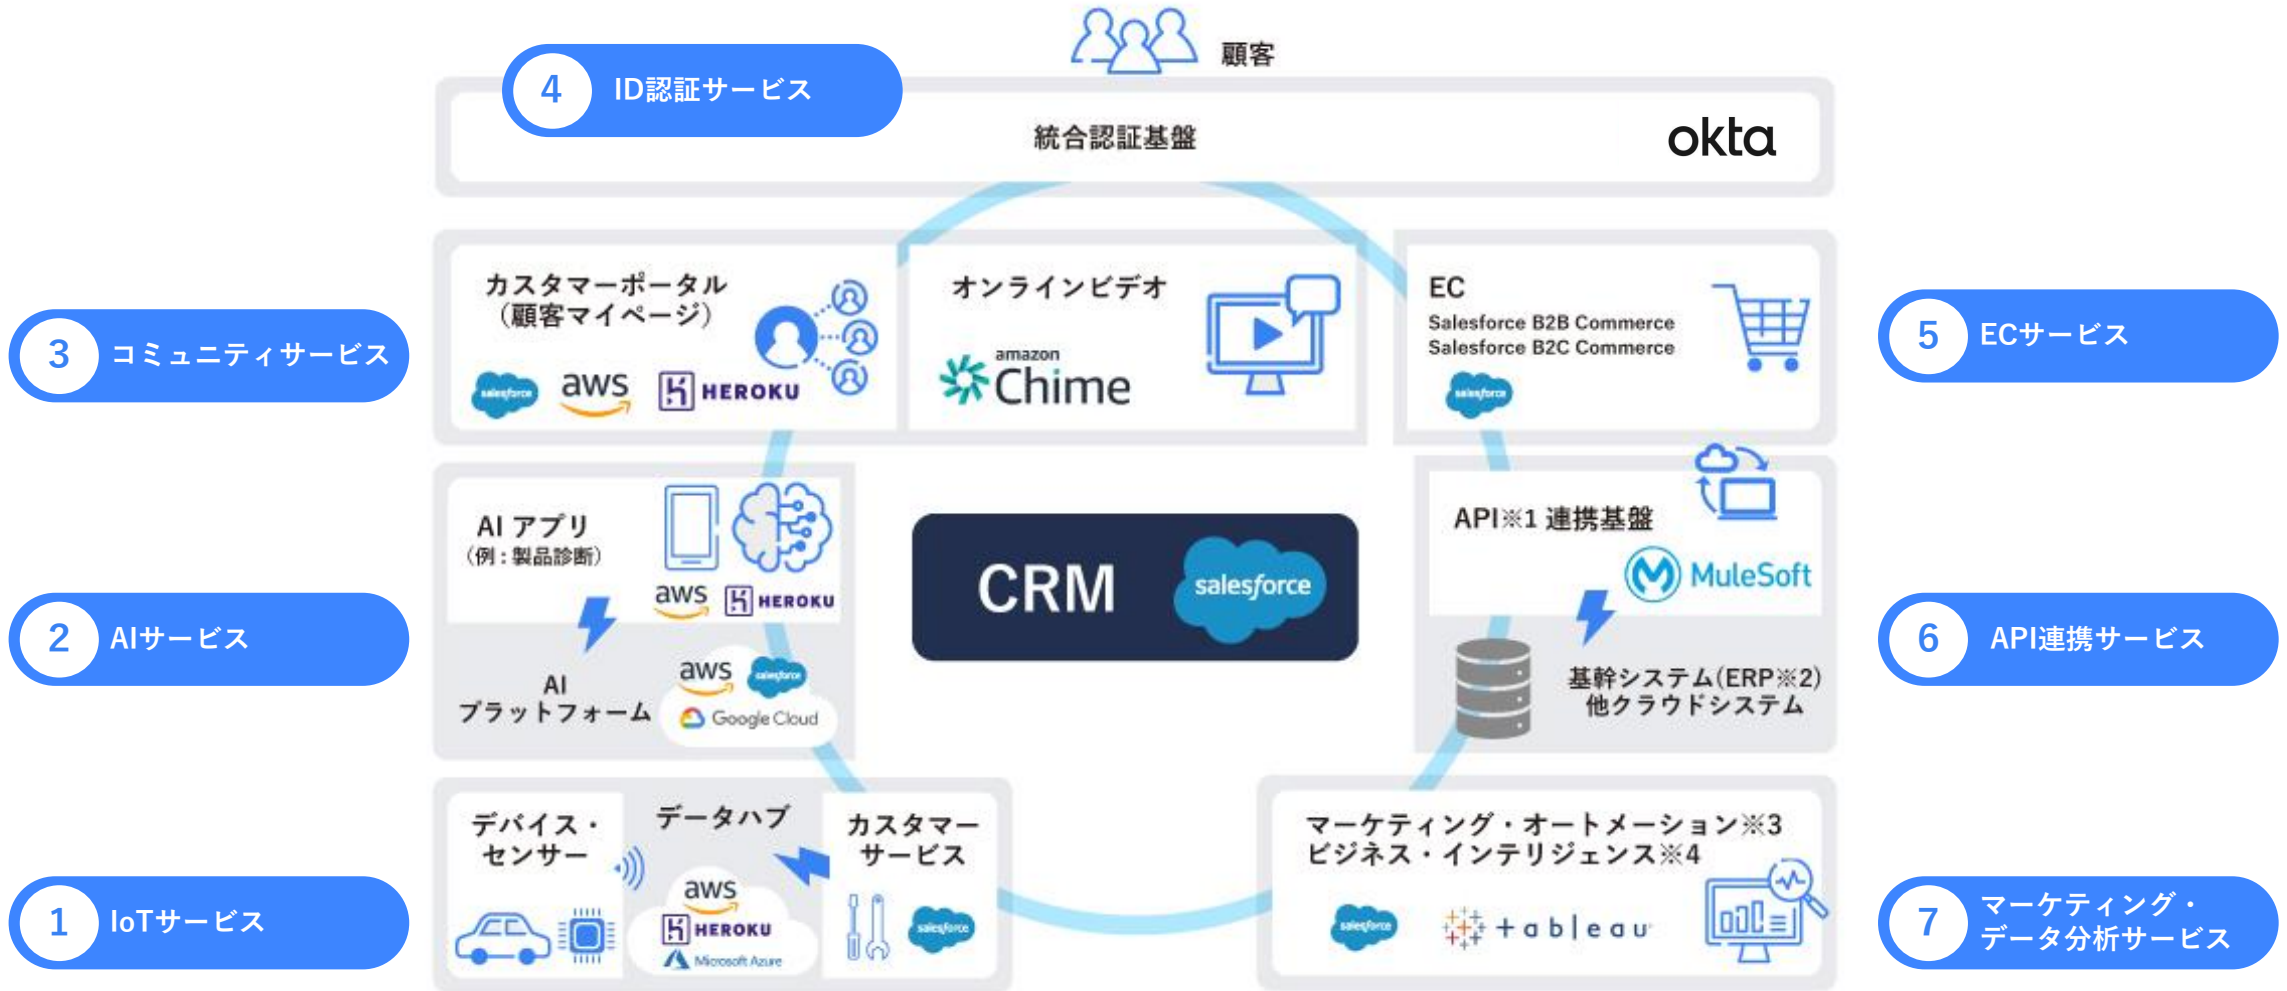 顧客
4
ID認証サービス
統合認証基盤
okta
カスタマーポータル
（顧客マイページ）
salesforce
aws
HEROKU
オンラインビデオ
amazon
Chime
EC
Salesforce B2B Commerce
Salesforce B2C Commerce
salesforce
3
コミュニティサービス
5
ECサービス
AI アプリ
（例：製品診断）
aws
HEROKU
AI
プラットフォーム
aws
salesforce
Google Cloud
2
AIサービス
CRM
salesforce
API※1 連携基盤
MuleSoft
基幹システム(ERP※2)
他クラウドシステム
6
API連携サービス
デバイス・
センサー
データハブ
aws
HEROKU
Microsoft Azure
カスタマー
サービス
salesforce
1
IoTサービス
マーケティング・オートメーション※3
ビジネス・インテリジェンス※4
salesforce
+ableau
7
マーケティング・
データ分析サービス